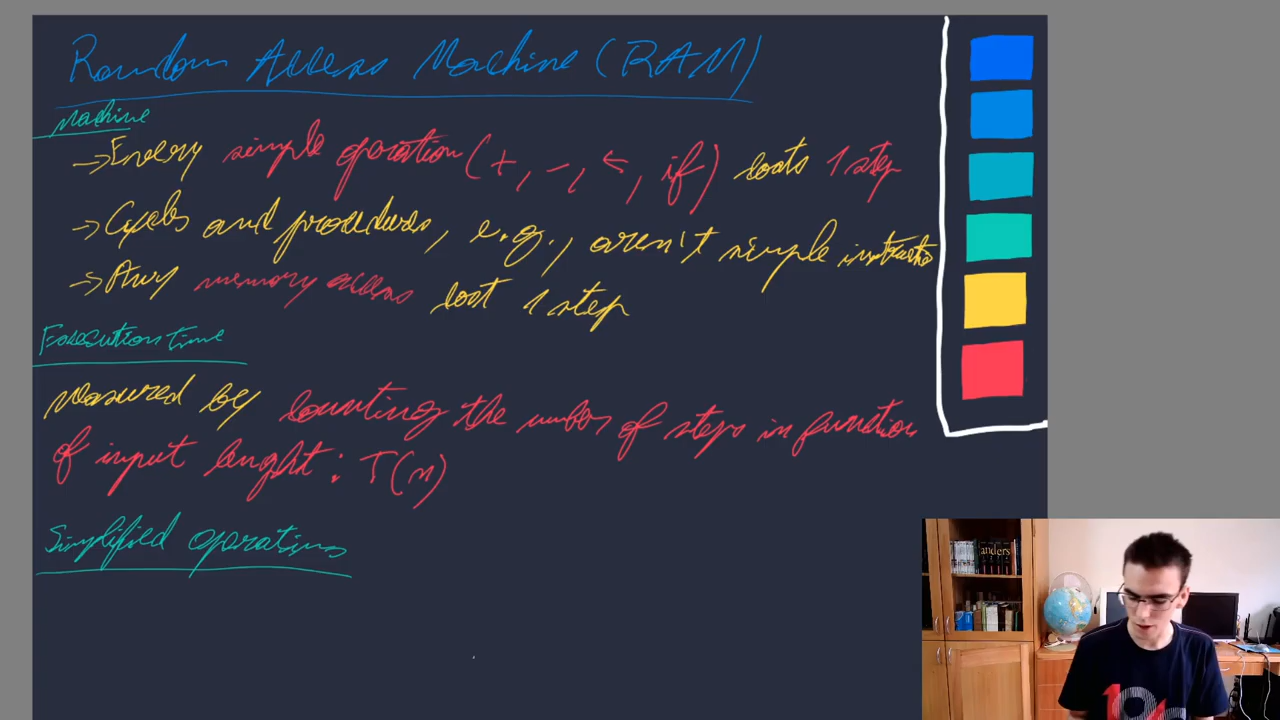 Random Access Machine (RAM)
Machine
→ Every simple operation (+, -, ←, if) costs 1 step
→ Cycles and procedures, e.g., aren't simple
→ Any memory access cost 1 step
Execution time
Measured by counting the number of steps in function
of input lenght: T(n)
Simplified operations
anders